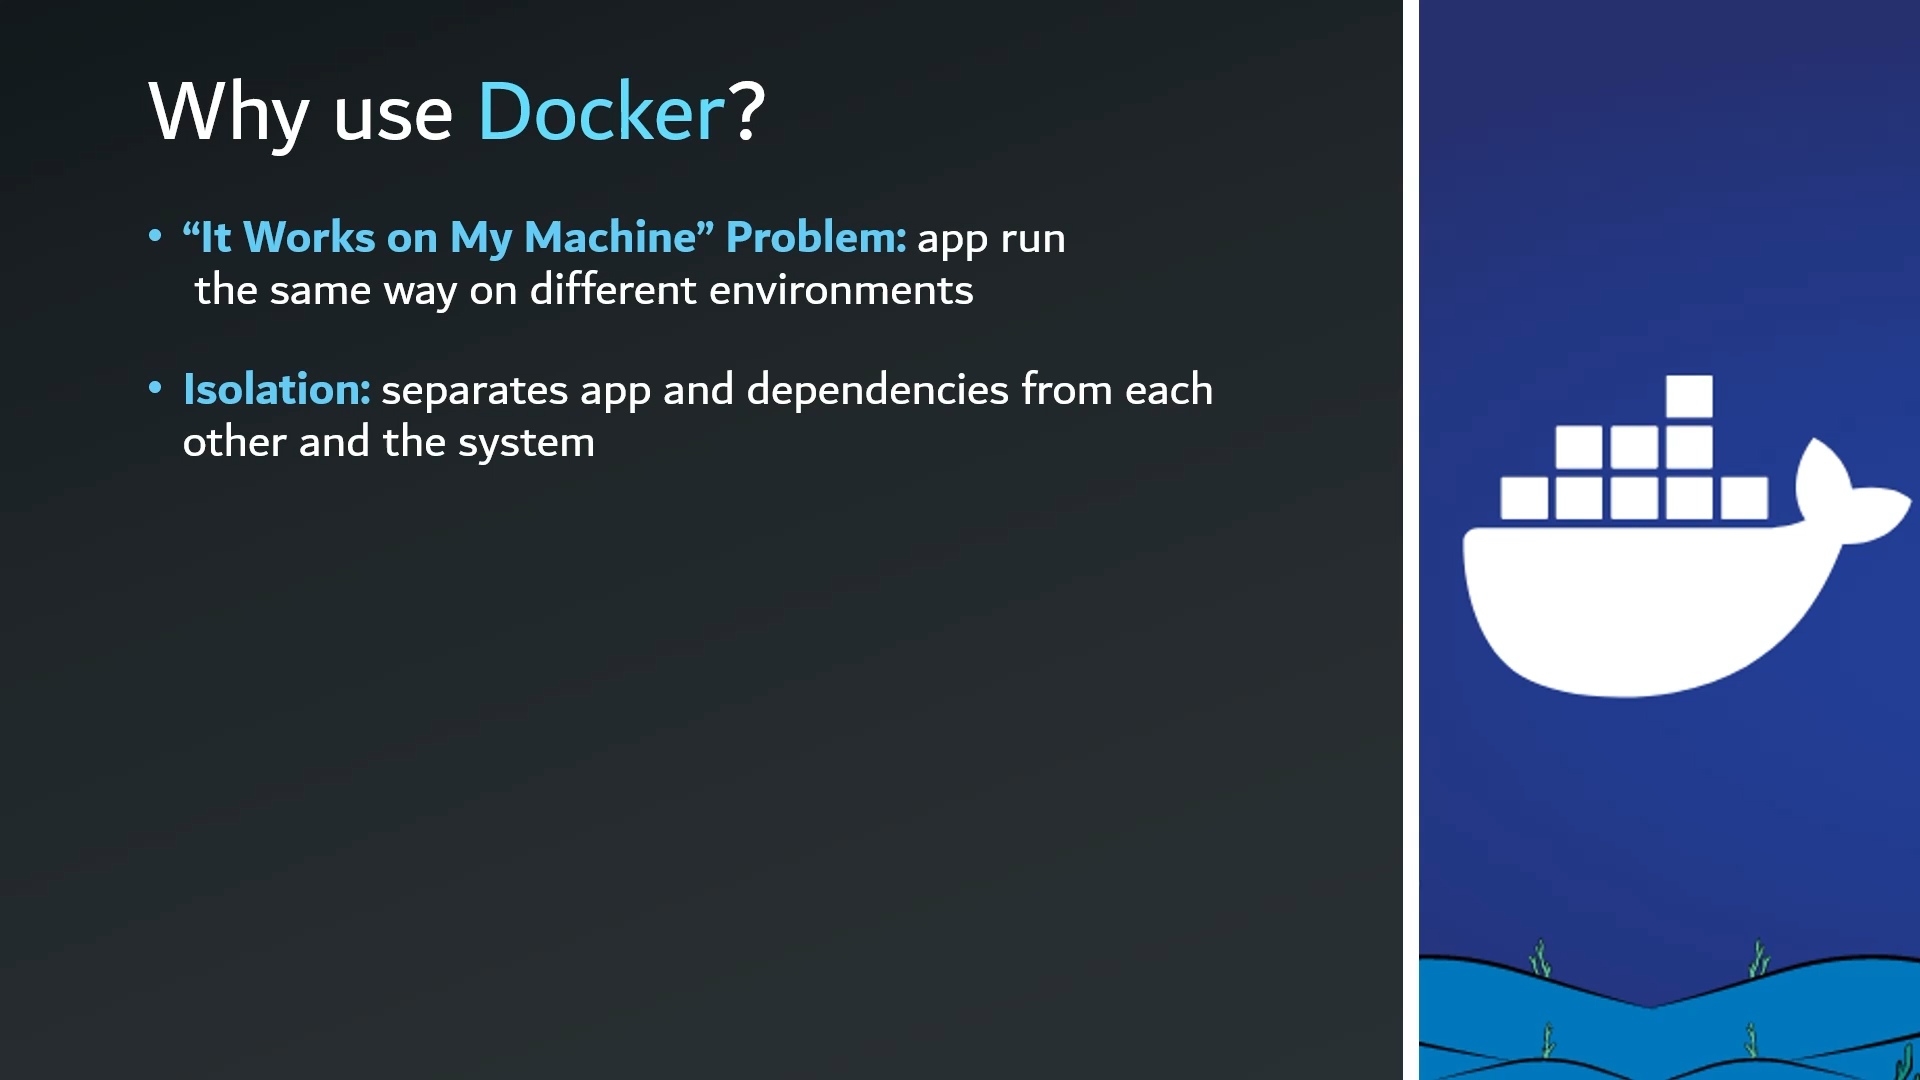 Why use Docker?
• “It Works on My Machine” Problem: app run
the same way on different environments
• Isolation: separates app and dependencies from each
other and the system